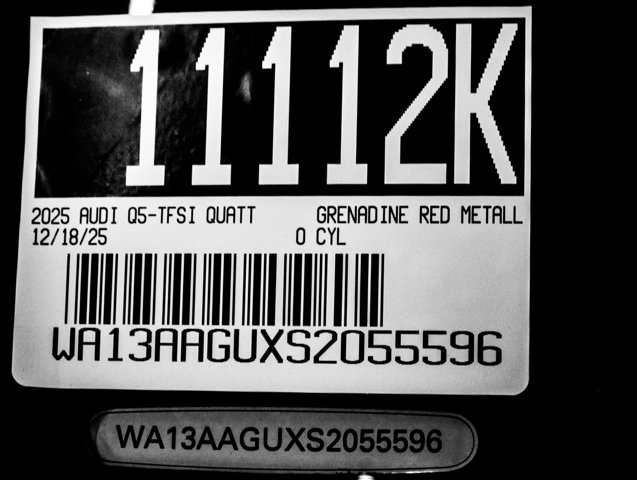 11112K
2025 AUDI Q5-TFSI QUATT GRENADINE RED METALL
12/18/25 0 CYL
WA13AAGUXS2055596
WA13AAGUXS2055596